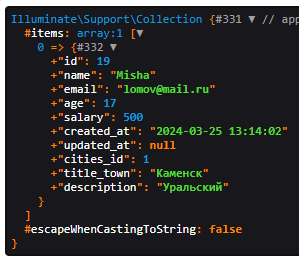 Illuminate\Support\Collection {#331 ▼ // app
#items: array:1 [▼
0 => {#332 ▼
+"id": 19
+"name": "Misha"
+"email": "lomov@mail.ru"
+"age": 17
+"salary": 500
+"created_at": "2024-03-25 13:14:02"
+"updated_at": null
+"cities_id": 1
+"title_town": "Каменск"
+"description": "Уральский"
}
]
#escapeWhenCastingToString: false
}